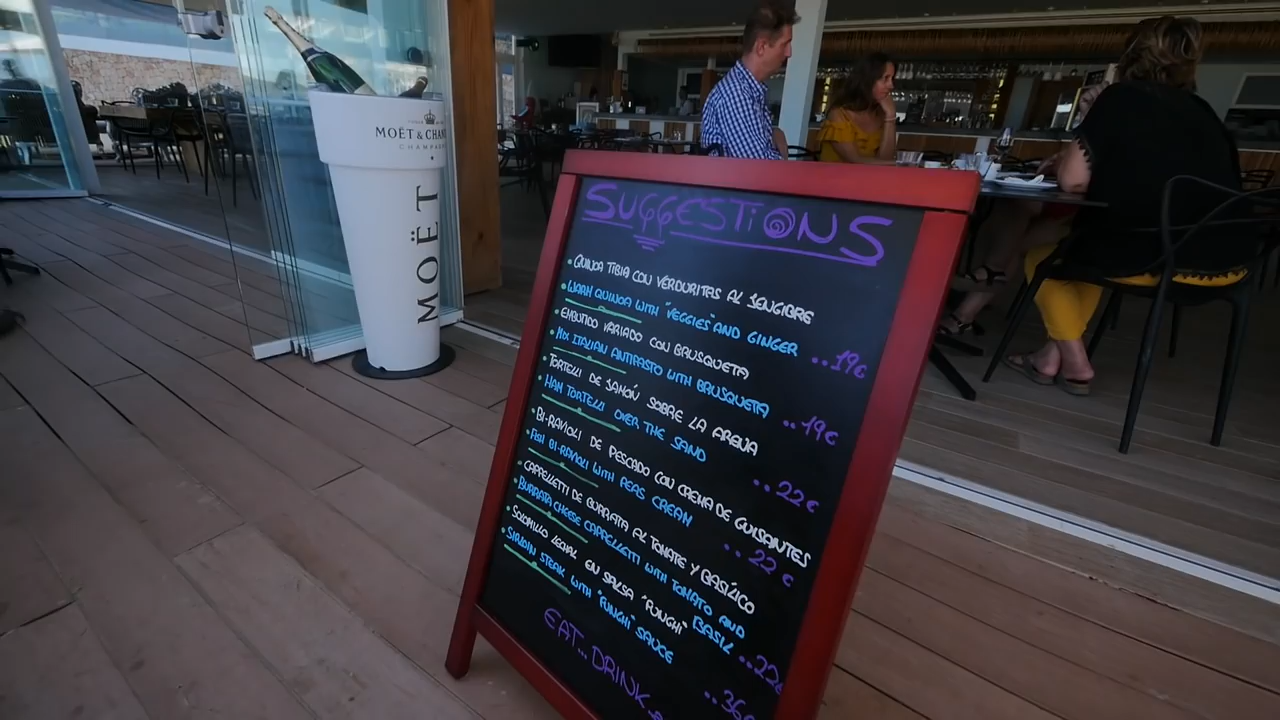 MOËT & CHAN
CHAMPAGN
MOËT
SUGGESTIONS
QUINOA TIBIA CON VERDURITAS AL JENGIBRE
WARM QUINOA WITH "VEGGIES" AND GINGER ..19€
EMBUTIDO VARIADO CON BRUSQUETA
MIX ITALIAN ANTIPASTO WITH BRUSQUETA ..19€
TORTELLI DE JAMÓN SOBRE LA ARENA
HAM TORTELLI OVER THE SAND ..22€
BI-RAVIOLI DE PESCADO CON CREMA DE GUISANTES
FISH BI-RAVIOLI WITH PEAS CREAM ..22€
CAPPELLETTI DE BURRATA AL TOMATE Y BASÍLICO
BURRATA CHEESE CAPPELLETTI WITH TOMATO AND
BASIL ..22€
SOLOMILLO LEGAL EN SALSA "FUNGHI"
SIRLOIN STEAK WITH "FUNGHI" SAUCE ..36€
EAT... DRINK